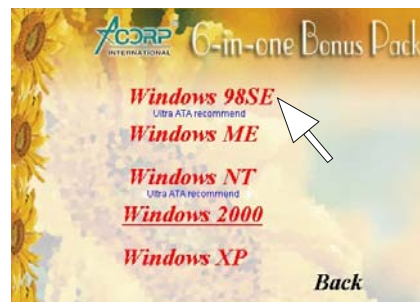 ACORP 6-in-one Bonus Pack
INTERNATIONAL
Windows 98SE
Ultra ATA recommend
Windows ME
Windows NT
Ultra ATA recommend
Windows 2000
Windows XP
Back